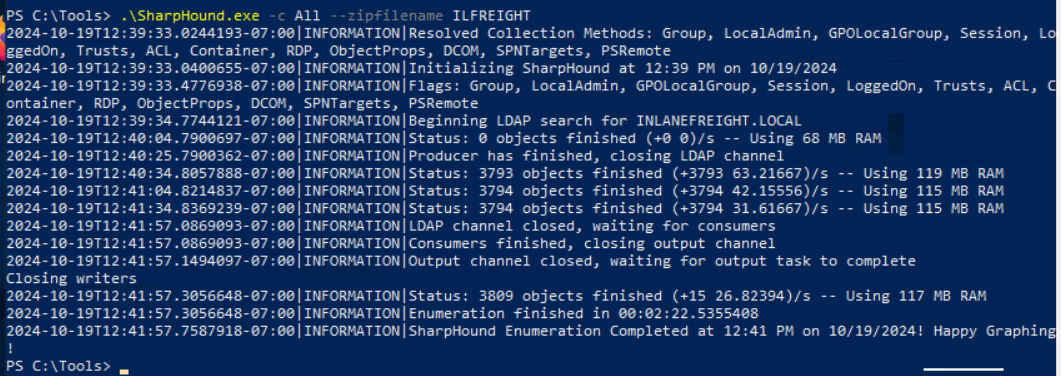 PS C:\Tools> .\SharpHound.exe -c All --zipfilename ILFREIGHT
2024-10-19T12:39:33.0244193-07:00|INFORMATION|Resolved Collection Methods: Group, LocalAdmin, GPOLocalGroup, Session, Lo
ggedOn, Trusts, ACL, Container, RDP, ObjectProps, DCOM, SPNTargets, PSRemote
2024-10-19T12:39:33.0400655-07:00|INFORMATION|Initializing SharpHound at 12:39 PM on 10/19/2024
2024-10-19T12:39:33.4776938-07:00|INFORMATION|Flags: Group, LocalAdmin, GPOLocalGroup, Session, LoggedOn, Trusts, ACL, C
ontainer, RDP, ObjectProps, DCOM, SPNTargets, PSRemote
2024-10-19T12:39:34.7744121-07:00|INFORMATION|Beginning LDAP search for INLANEFREIGHT.LOCAL
2024-10-19T12:40:04.7900697-07:00|INFORMATION|Status: 0 objects finished (+0 0)/s -- Using 68 MB RAM
2024-10-19T12:40:25.7900362-07:00|INFORMATION|Producer has finished, closing LDAP channel
2024-10-19T12:40:34.8057888-07:00|INFORMATION|Status: 3793 objects finished (+3793 63.21667)/s -- Using 119 MB RAM
2024-10-19T12:41:04.8214837-07:00|INFORMATION|Status: 3794 objects finished (+3794 42.15556)/s -- Using 115 MB RAM
2024-10-19T12:41:34.8369239-07:00|INFORMATION|Status: 3794 objects finished (+3794 31.61667)/s -- Using 115 MB RAM
2024-10-19T12:41:57.0869093-07:00|INFORMATION|LDAP channel closed, waiting for consumers
2024-10-19T12:41:57.0869093-07:00|INFORMATION|Consumers finished, closing output channel
2024-10-19T12:41:57.1494097-07:00|INFORMATION|Output channel closed, waiting for output task to complete
Closing writers
2024-10-19T12:41:57.3056648-07:00|INFORMATION|Status: 3809 objects finished (+15 26.82394)/s -- Using 117 MB RAM
2024-10-19T12:41:57.3056648-07:00|INFORMATION|Enumeration finished in 00:02:22.5355408
2024-10-19T12:41:57.7587918-07:00|INFORMATION|SharpHound Enumeration Completed at 12:41 PM on 10/19/2024! Happy Graphing
!
PS C:\Tools>